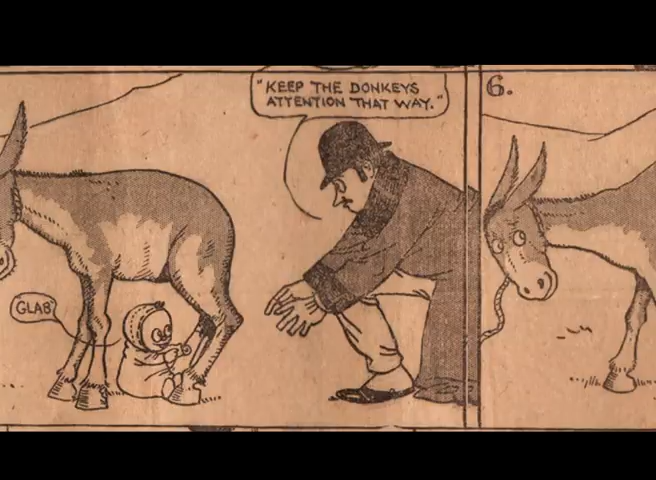 "KEEP THE DONKEYS
ATTENTION THAT WAY."
6.
GLAB